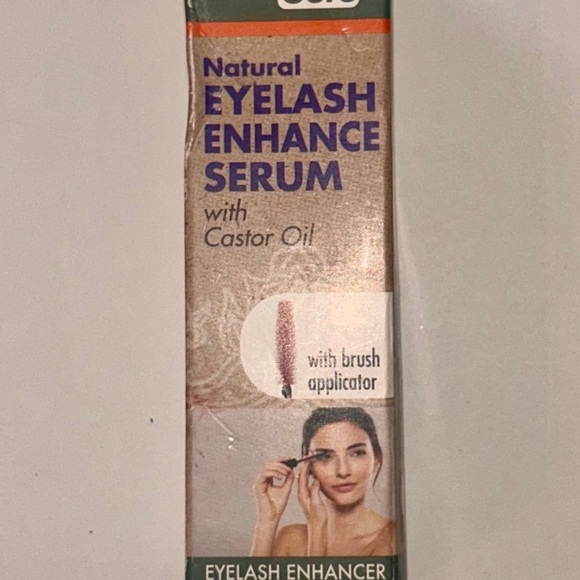 Natural
EYELASH
ENHANCE
SERUM
with
Castor Oil
with brush
applicator
EYELASH ENHANCER